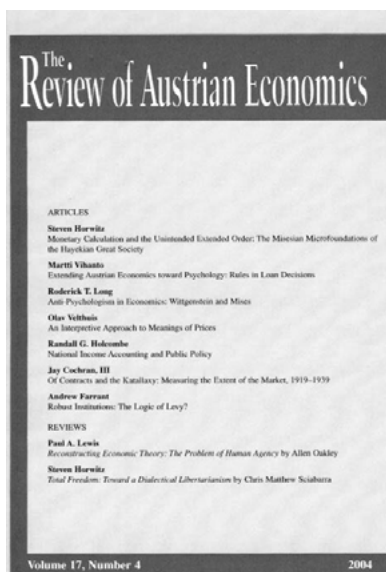 The
Review of Austrian Economics
ARTICLES
Steven Horwitz
Monetary Calculation and the Unintended Extended Order: The Misesian Microfoundations of
the Hayekian Great Society
Martti Vihanto
Extending Austrian Economics toward Psychology: Rules in Loan Decisions
Roderick T. Long
Anti-Psychologism in Economics: Wittgenstein and Mises
Olav Velthuis
An Interpretive Approach to Meanings of Prices
Randall G. Holcombe
National Income Accounting and Public Policy
Jay Cochran, III
Of Contracts and the Katallaxy: Measuring the Extent of the Market, 1919–1939
Andrew Farrant
Robust Institutions: The Logic of Levy?
REVIEWS
Paul A. Lewis
Reconstructing Economic Theory: The Problem of Human Agency by Allen Oakley
Steven Horwitz
Total Freedom: Toward a Dialectical Libertarianism by Chris Matthew Sciabarra
Volume 17, Number 4 2004